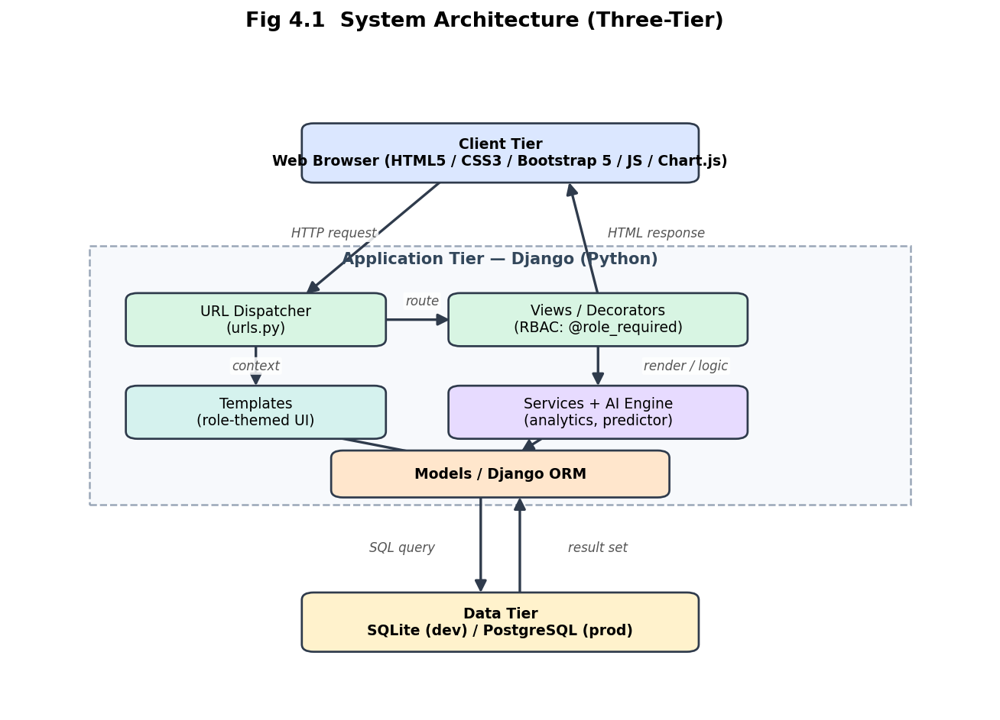 Fig 4.1  System Architecture (Three-Tier)
Client Tier
Web Browser (HTML5 / CSS3 / Bootstrap 5 / JS / Chart.js)
HTTP request
HTML response
Application Tier — Django (Python)
URL Dispatcher
(urls.py)
route
Views / Decorators
(RBAC: @role_required)
context
render / logic
Templates
(role-themed UI)
Services + AI Engine
(analytics, predictor)
Models / Django ORM
SQL query
result set
Data Tier
SQLite (dev) / PostgreSQL (prod)